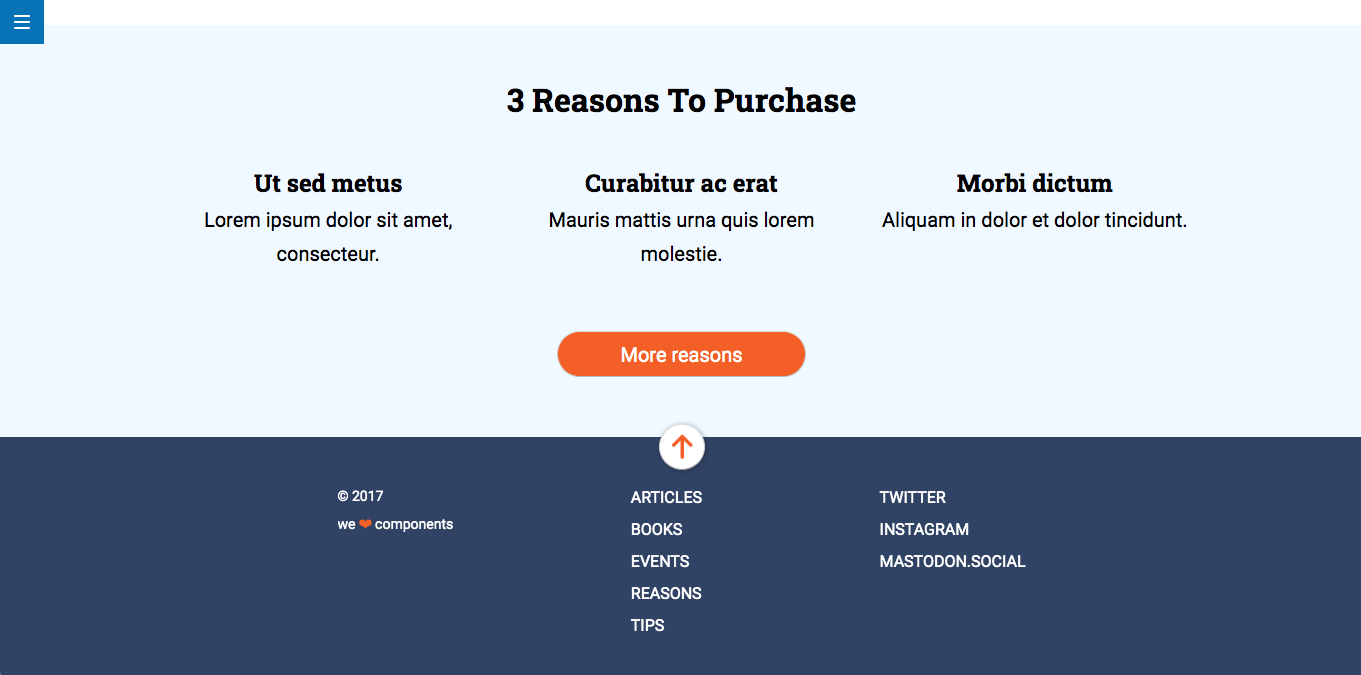 3 Reasons To Purchase
Ut sed metus
Lorem ipsum dolor sit amet,
consecteur.
Curabitur ac erat
Mauris mattis urna quis lorem
molestie.
Morbi dictum
Aliquam in dolor et dolor tincidunt.
More reasons
© 2017
we ❤ components
ARTICLES
BOOKS
EVENTS
REASONS
TIPS
TWITTER
INSTAGRAM
MASTODON.SOCIAL